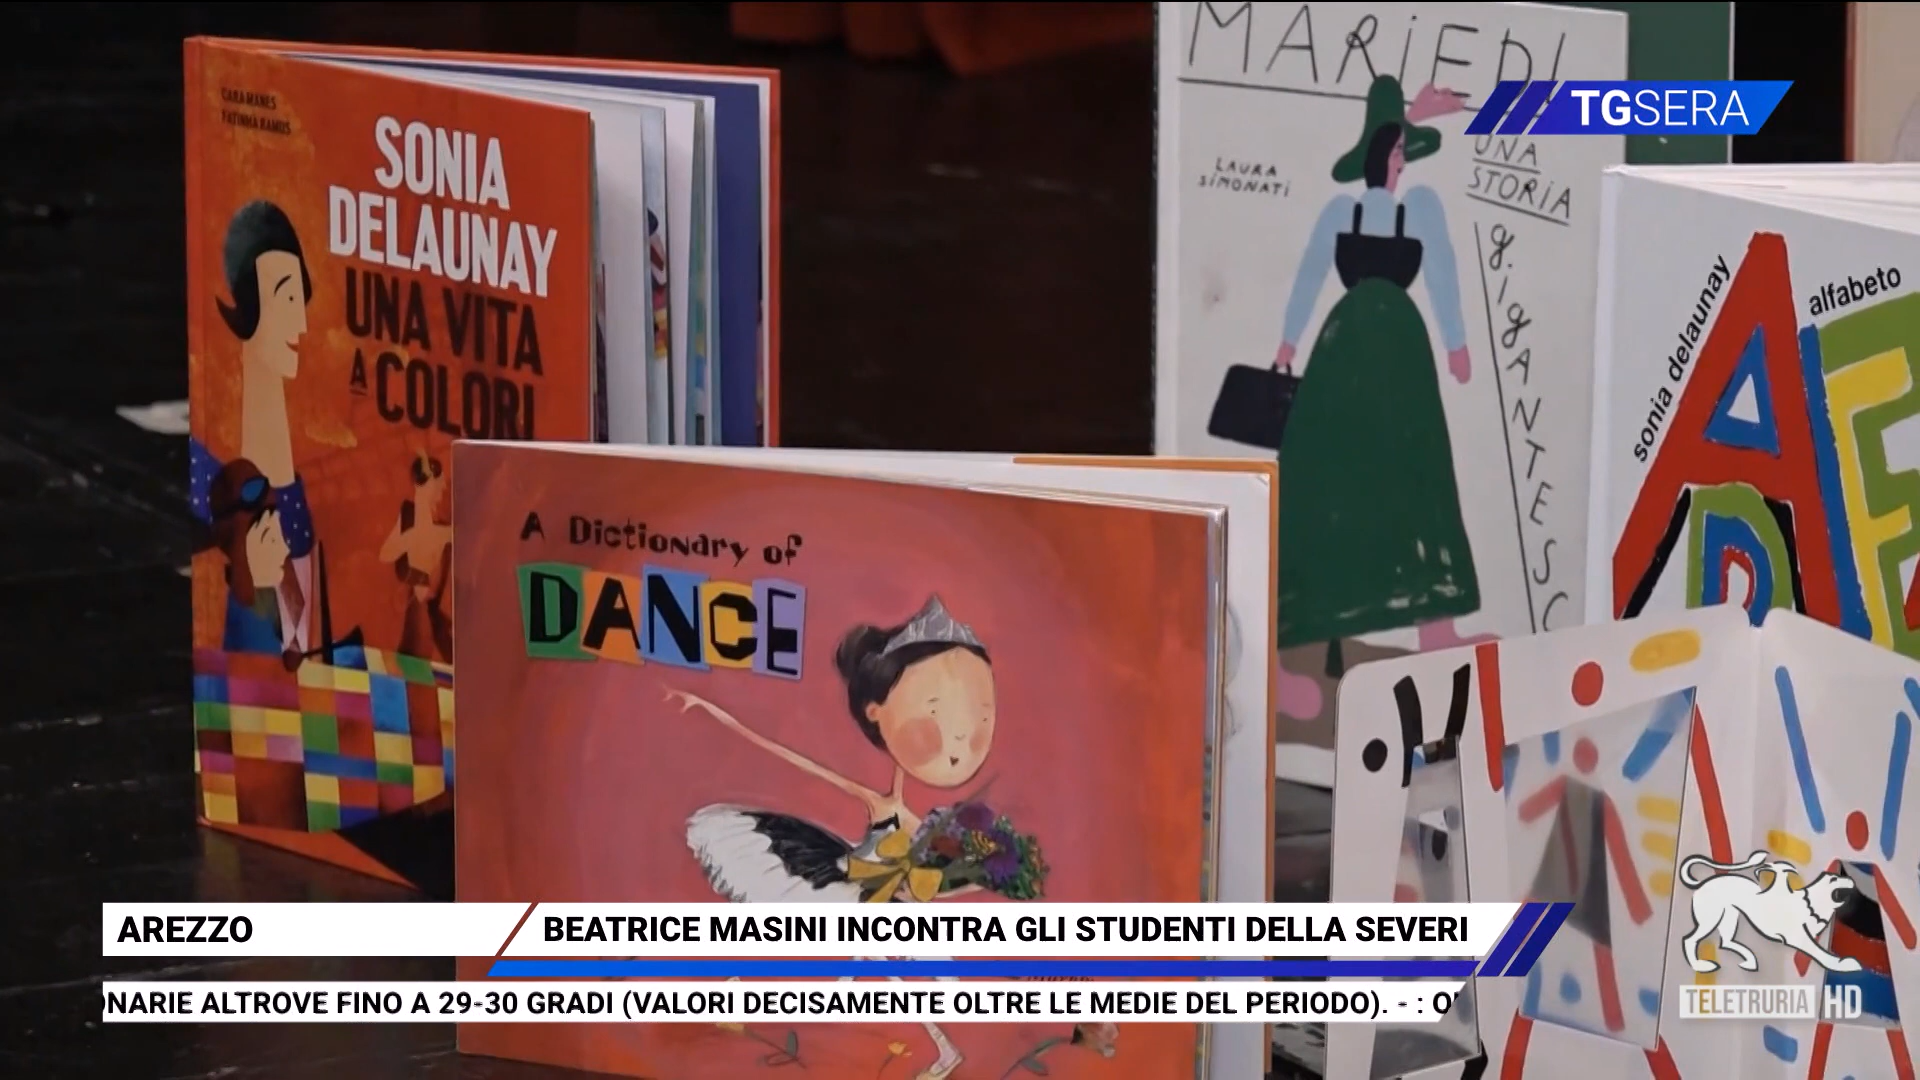 CARA MANES
FATINHA RAMOS
SONIA
DELAUNAY
UNA VITA
A COLORI
MARIEDL
UNA
STORIA
gigANTESC
LAURA
SIMONATI
TGSERA
sonia delaunay
alfabeto
A Dictionary of
DANCE
AREZZO
BEATRICE MASINI INCONTRA GLI STUDENTI DELLA SEVERI
ONARIE ALTROVE FINO A 29-30 GRADI (VALORI DECISAMENTE OLTRE LE MEDIE DEL PERIODO). - : O
TELETRURIA HD